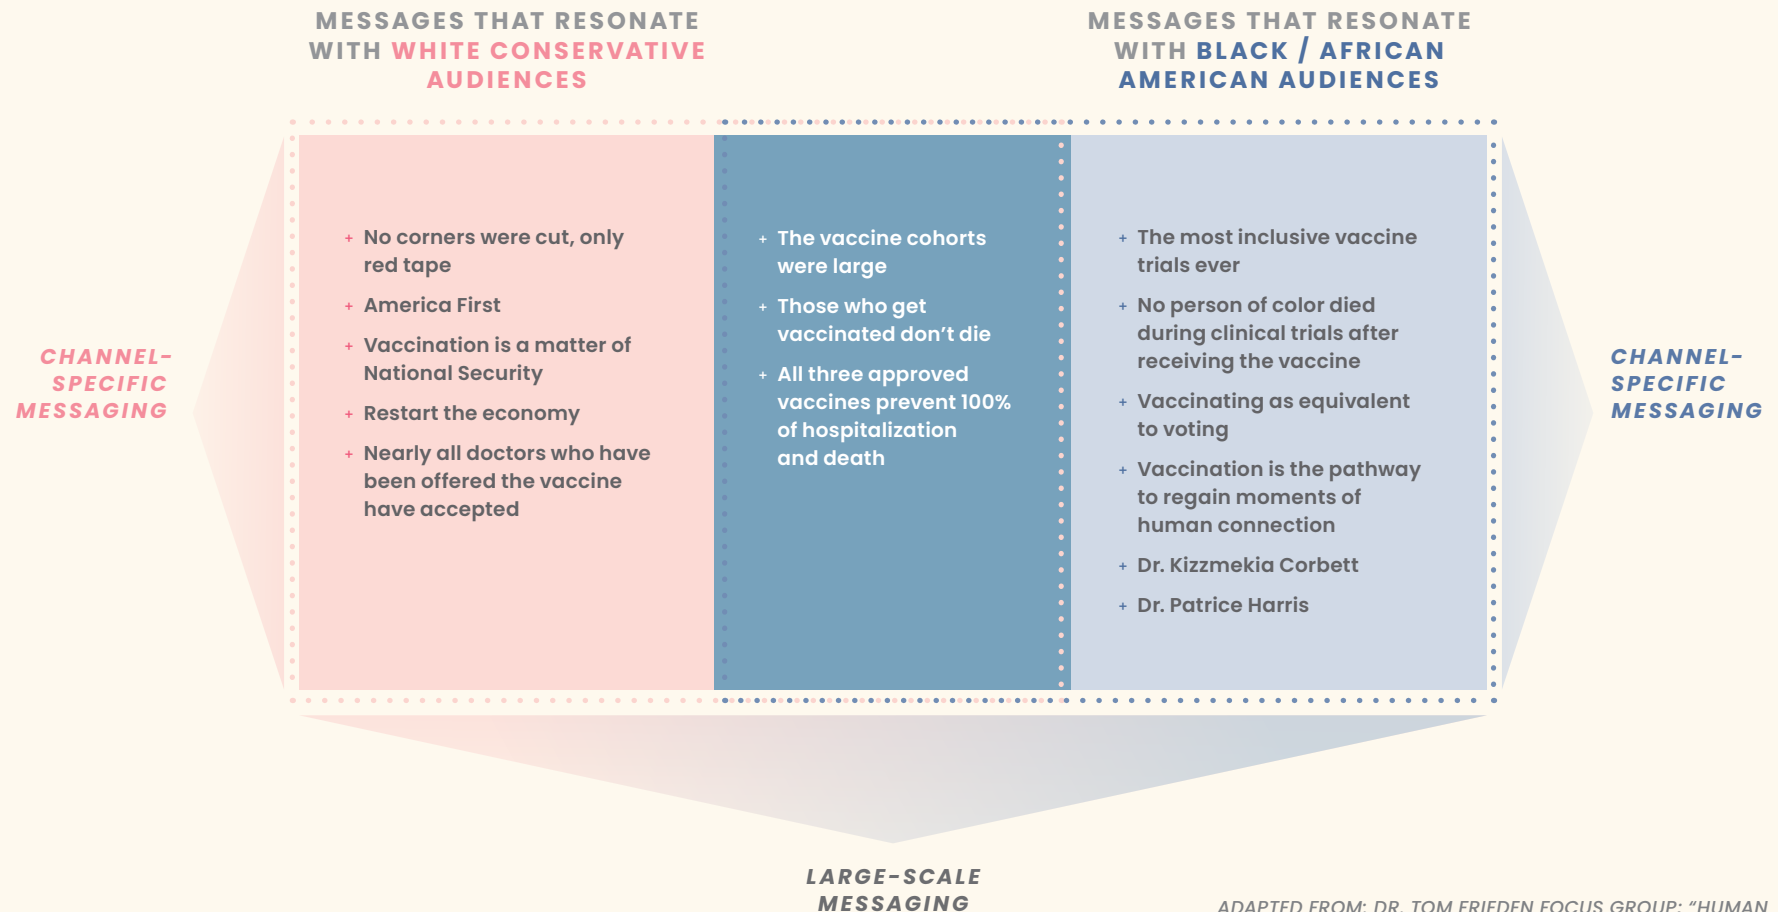 MESSAGES THAT RESONATE
WITH WHITE CONSERVATIVE
AUDIENCES
MESSAGES THAT RESONATE
WITH BLACK / AFRICAN
AMERICAN AUDIENCES
CHANNEL-
SPECIFIC
MESSAGING
+ No corners were cut, only
red tape
+ America First
+ Vaccination is a matter of
National Security
+ Restart the economy
+ Nearly all doctors who have
been offered the vaccine
have accepted
+ The vaccine cohorts
were large
+ Those who get
vaccinated don’t die
+ All three approved
vaccines prevent 100%
of hospitalization
and death
+ The most inclusive vaccine
trials ever
+ No person of color died
during clinical trials after
receiving the vaccine
+ Vaccinating as equivalent
to voting
+ Vaccination is the pathway
to regain moments of
human connection
+ Dr. Kizzmekia Corbett
+ Dr. Patrice Harris
CHANNEL-
SPECIFIC
MESSAGING
LARGE-SCALE
MESSAGING
ADAPTED FROM: DR. TOM FRIEDEN FOCUS GROUP: “HUMAN